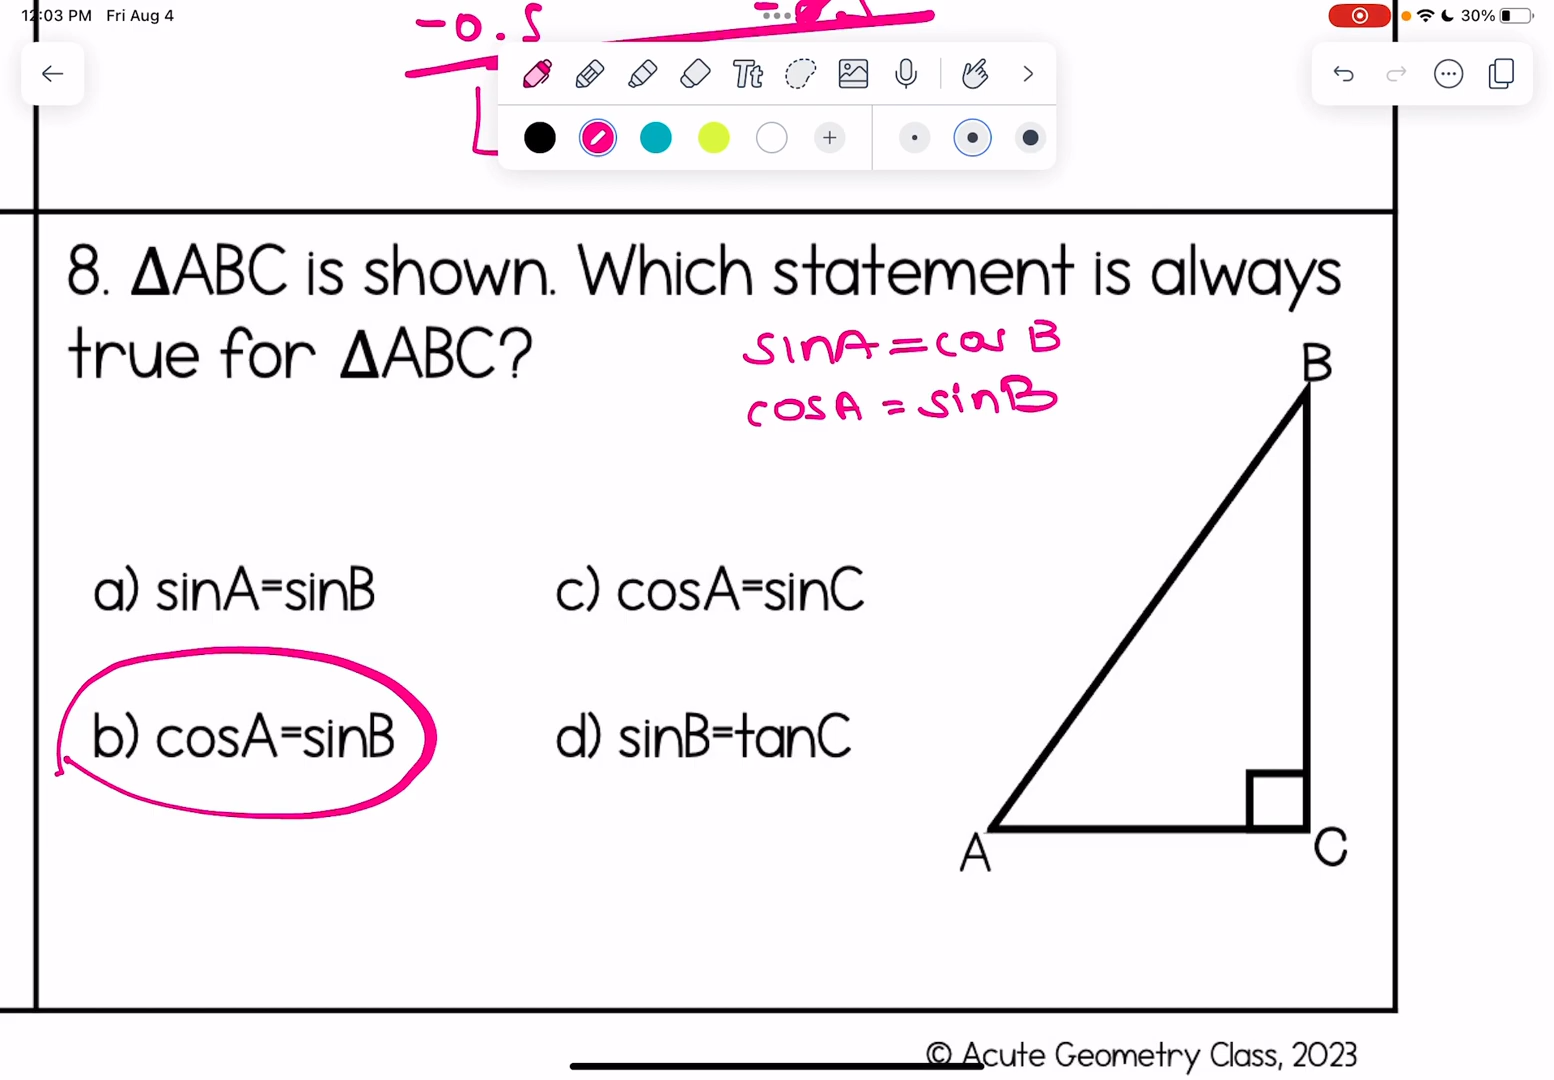 12:03 PM Fri Aug 4
30%
-0.5
Tt
8. ΔABC is shown. Which statement is always
true for ΔABC?
sinA=cos B
cosA = sinB
B
a) sinA=sinB
c) cosA=sinC
b) cosA=sinB
d) sinB=tanC
A
C
© Acute Geometry Class, 2023